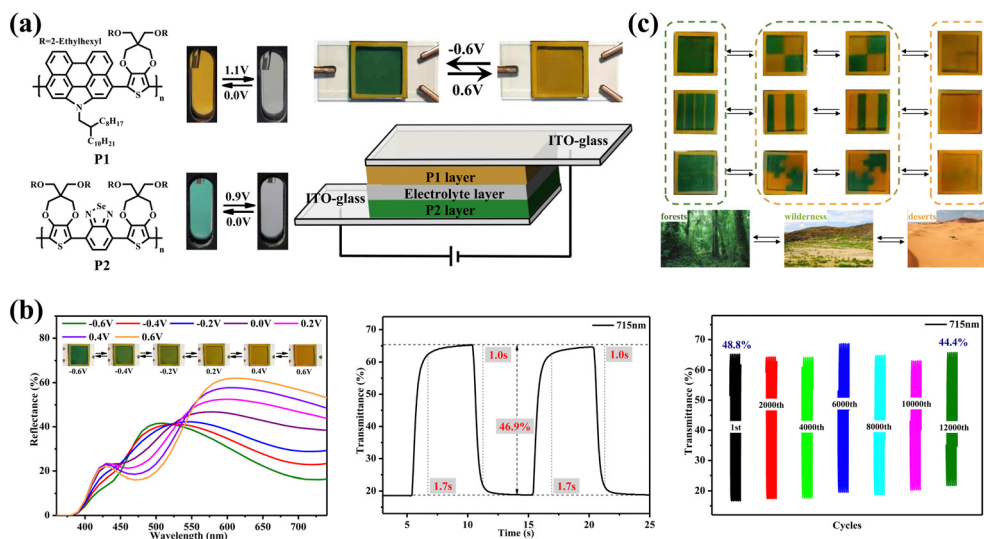 (a)
R=2-Ethylhexyl
RO OR
O O
S
n
N
C8H17
C10H21
P1
1.1V
0.0V
-0.6V
0.6V
ITO-glass
P1 layer
Electrolyte layer
P2 layer
ITO-glass
RO OR RO OR
Se
N N
O O O O
S S
n
P2
0.9V
0.0V
(c)
forests
wilderness
deserts
(b)
-0.6V -0.4V -0.2V 0.0V 0.2V
0.4V 0.6V
-0.6V -0.4V -0.2V 0.2V 0.4V 0.6V
Reflectance (%)
0 20 40 60 80
400 450 500 550 600 650 700
Wavelength (nm)
715nm
1.0s 1.0s
46.9%
1.7s 1.7s
Transmittance (%)
20 30 40 50 60 70
5 10 15 20 25
Time (s)
715nm
48.8%
44.4%
1st
2000th
4000th
6000th
8000th
10000th
12000th
Transmittance (%)
20 30 40 50 60 70
Cycles